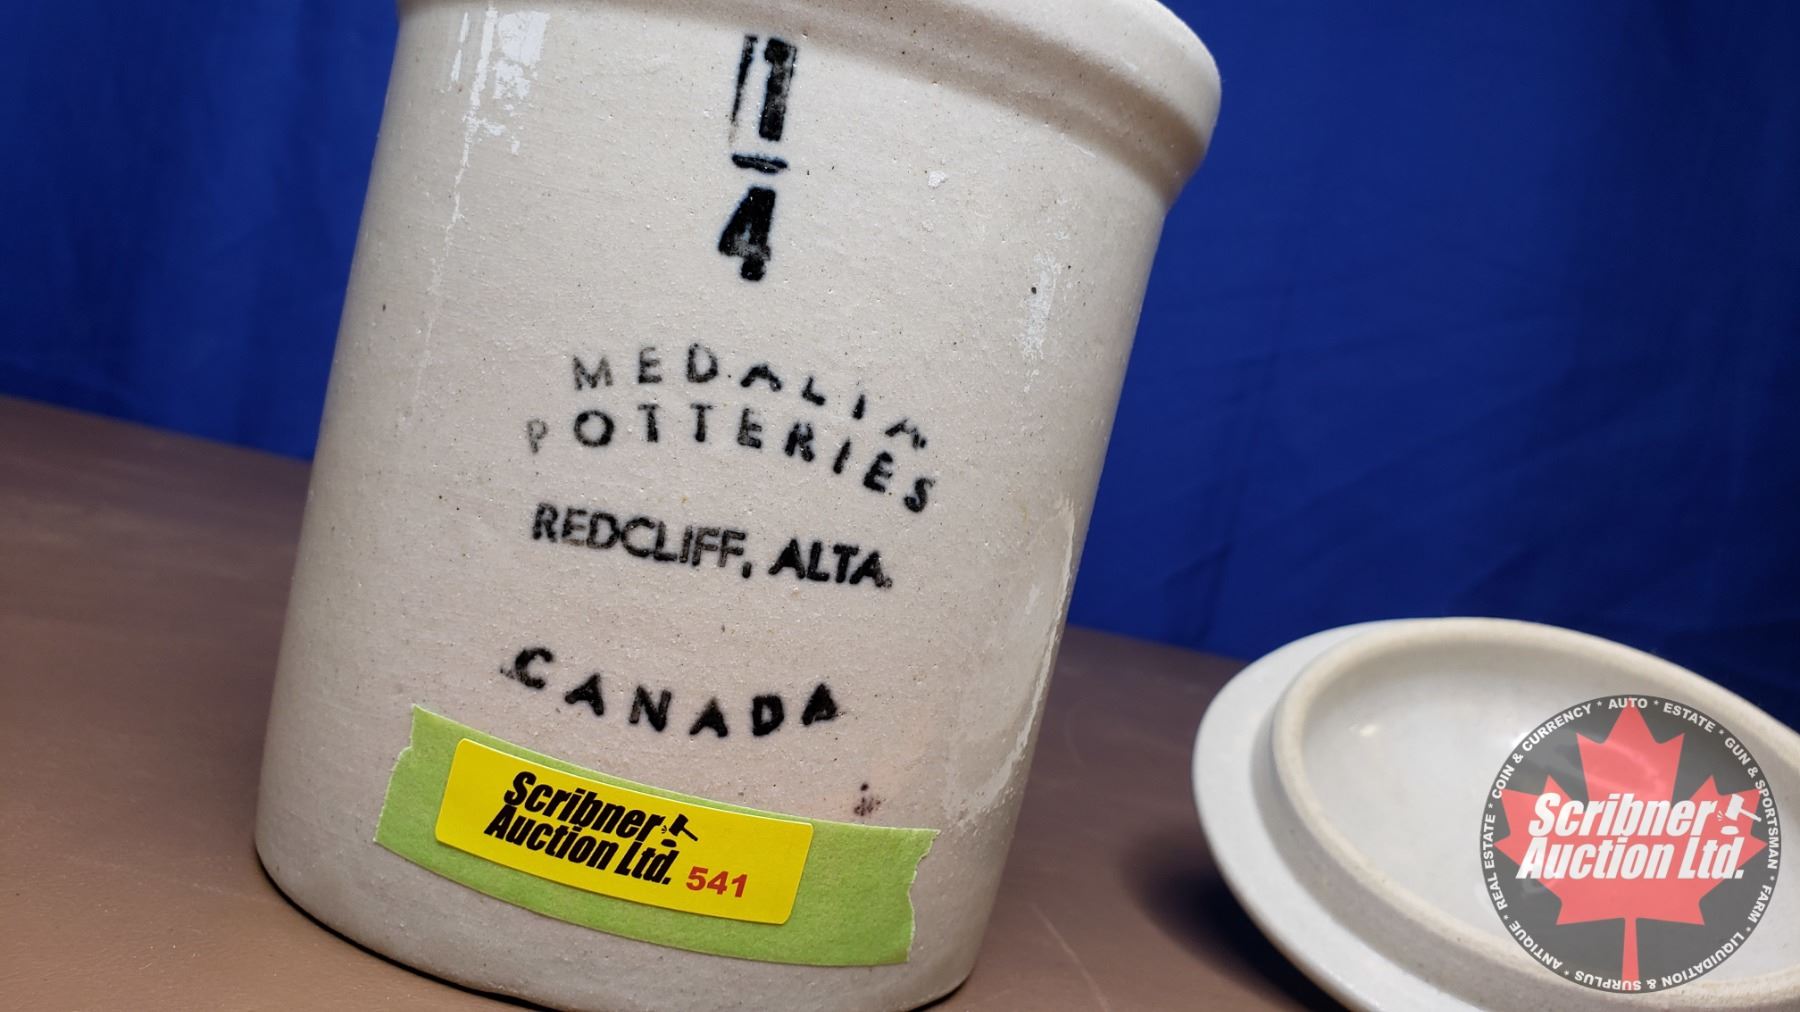 1
4
MEDALIA
POTTERIES
REDCLIFF, ALTA.
CANADA
Scribner
Auction Ltd.
541
Scribner
Auction Ltd.
ANTIQUE * REAL ESTATE * COIN & CURRENCY * AUTO * ESTATE * GUN & SPORTSMAN * FARM * LIQUIDATION & SURPLUS *